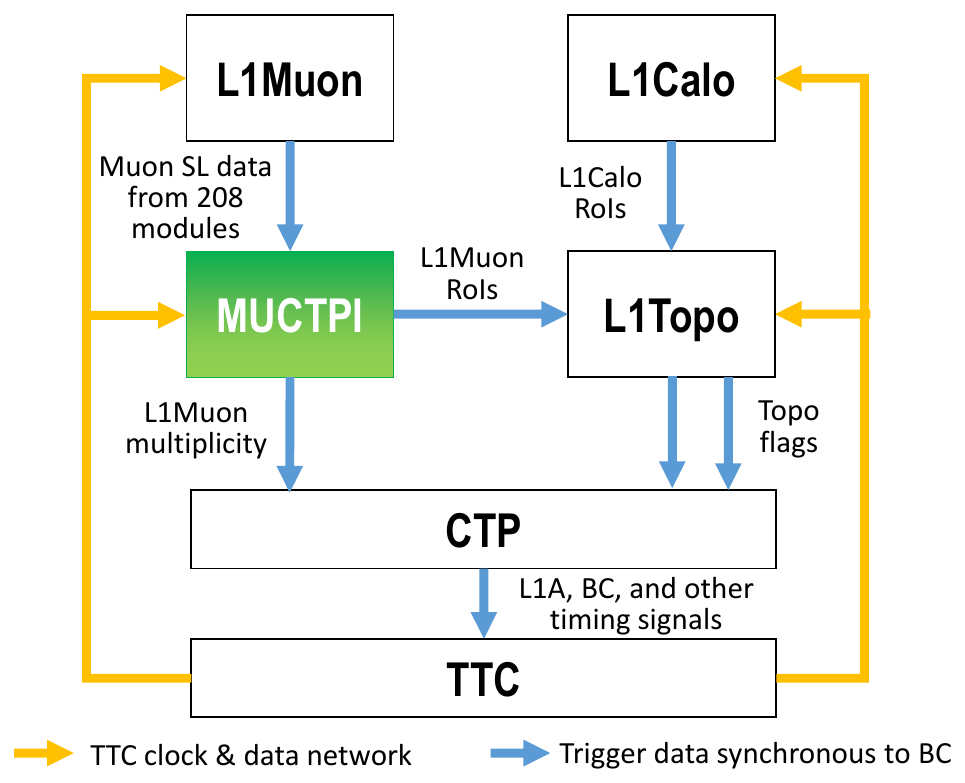 L1Muon
L1Calo
Muon SL data
from 208
modules
L1Calo
RoIs
L1Muon
RoIs
MUCTPI
L1Topo
L1Muon
multiplicity
Topo
flags
CTP
L1A, BC, and other
timing signals
TTC
TTC clock & data network
Trigger data synchronous to BC